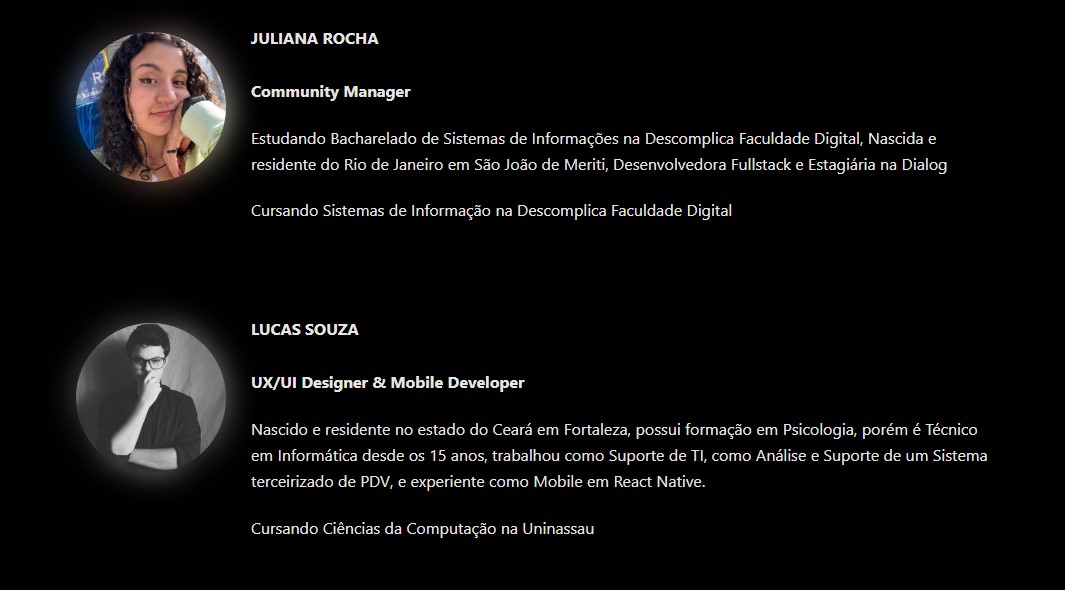 JULIANA ROCHA
Community Manager
Estudando Bacharelado de Sistemas de Informações na Descomplica Faculdade Digital, Nascida e
residente do Rio de Janeiro em São João de Meriti, Desenvolvedora Fullstack e Estagiária na Dialog
Cursando Sistemas de Informação na Descomplica Faculdade Digital
LUCAS SOUZA
UX/UI Designer & Mobile Developer
Nascido e residente no estado do Ceará em Fortaleza, possui formação em Psicologia, porém é Técnico
em Informática desde os 15 anos, trabalhou como Suporte de TI, como Análise e Suporte de um Sistema
terceirizado de PDV, e experiente como Mobile em React Native.
Cursando Ciências da Computação na Uninassau